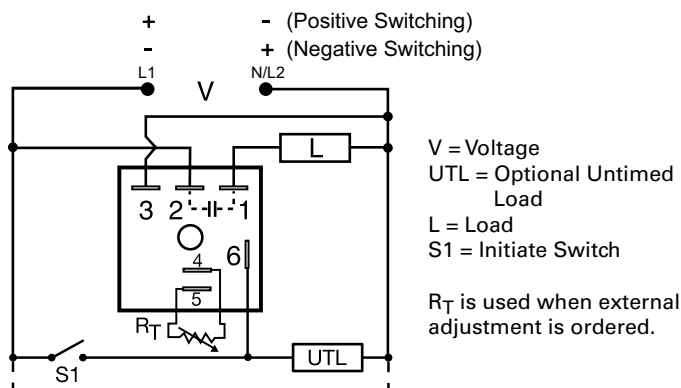 + - (Positive Switching)
- + (Negative Switching)
L1 V N/L2
L
3 2 1
6
4
5
RT
S1
UTL
V = Voltage
UTL = Optional Untimed
Load
L = Load
S1 = Initiate Switch
RT is used when external
adjustment is ordered.